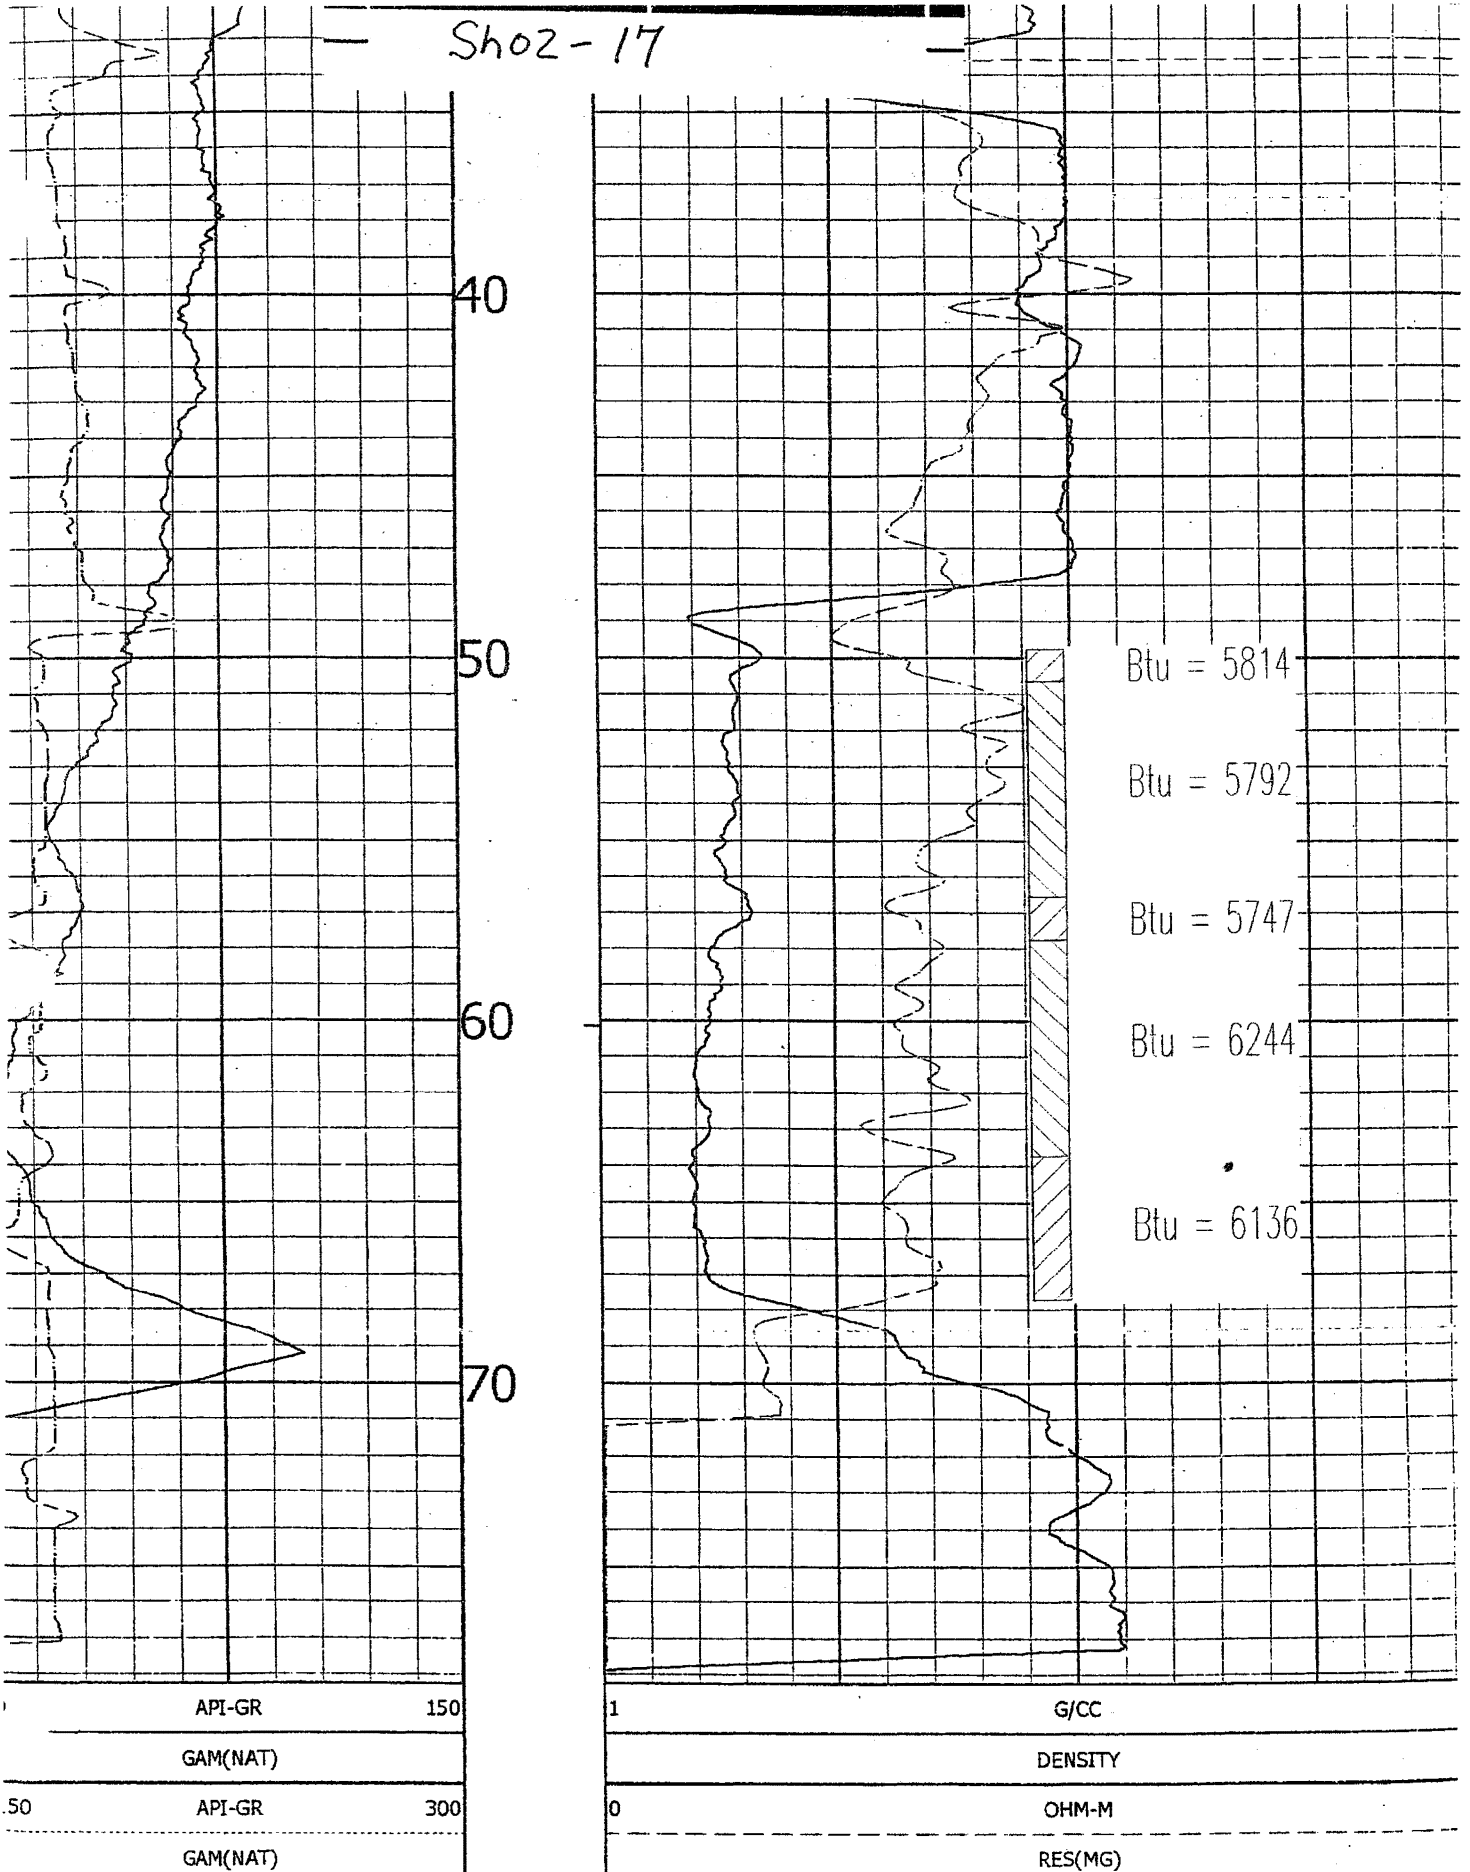 Sh02-17
40
50
Btu = 5814
Btu = 5792
Btu = 5747
60
Btu = 6244
Btu = 6136
70
API-GR 150 1 G/CC
GAM(NAT) DENSITY
50 API-GR 300 0 OHM-M
GAM(NAT) RES(MG)